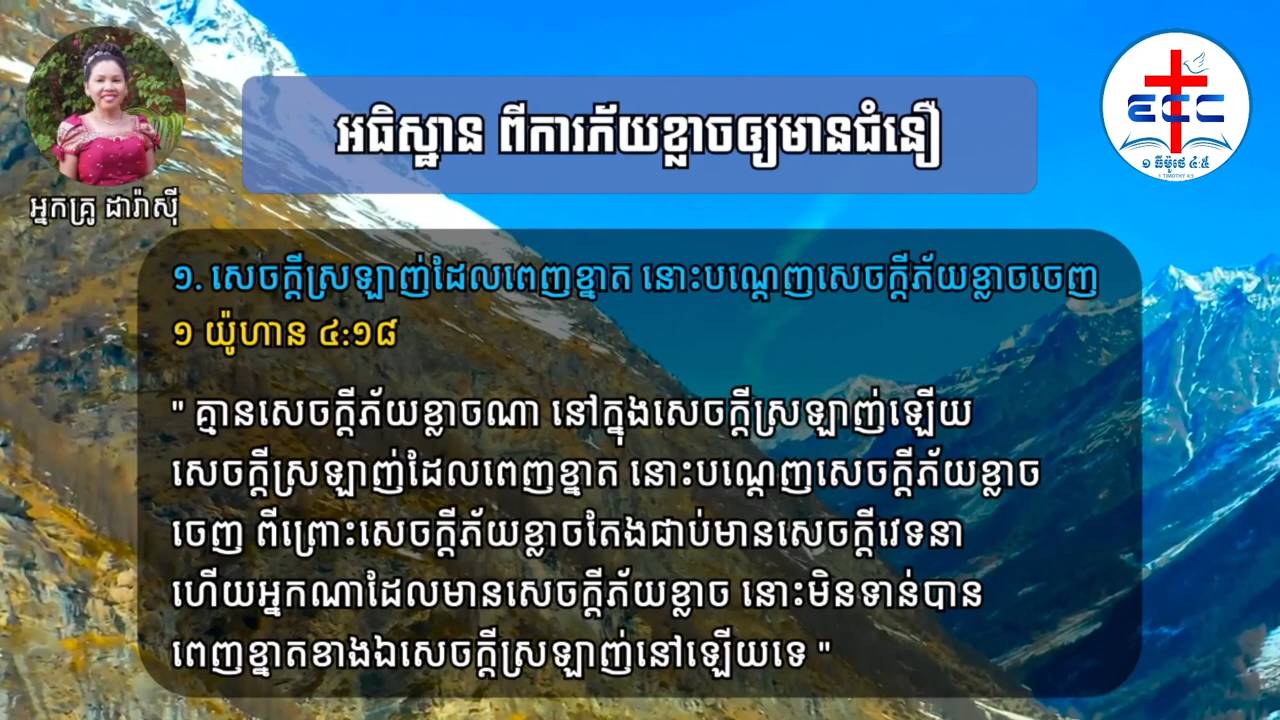 អធិស្ឋាន ពីការភ័យខ្លាចឲ្យមានជំនឿ
ECC
១ ធីម៉ូថេ ៤:៥
1 TIMOTHY 4:5
អ្នកគ្រូ ដារ៉ាស៊ី
១. សេចក្តីស្រឡាញ់ដែលពេញខ្នាត នោះបណ្តេញសេចក្តីភ័យខ្លាចចេញ
១ យ៉ូហាន ៤:១៨
" គ្មានសេចក្តីភ័យខ្លាចណា នៅក្នុងសេចក្តីស្រឡាញ់ឡើយ
សេចក្តីស្រឡាញ់ដែលពេញខ្នាត នោះបណ្តេញសេចក្តីភ័យខ្លាច
ចេញ ពីព្រោះសេចក្តីភ័យខ្លាចតែងជាប់មានសេចក្តីវេទនា
ហើយអ្នកណាដែលមានសេចក្តីភ័យខ្លាច នោះមិនទាន់បាន
ពេញខ្នាតខាងឯសេចក្តីស្រឡាញ់នៅឡើយទេ "